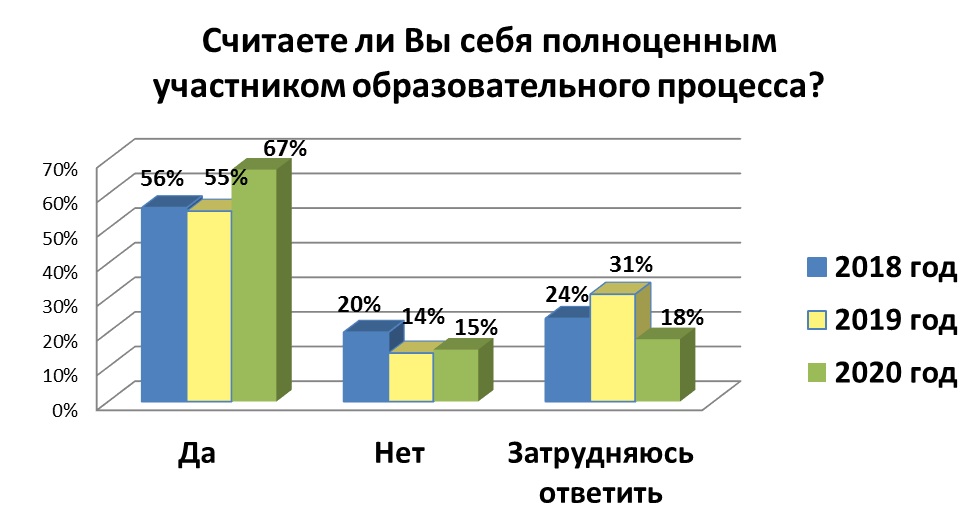 Считаете ли Вы себя полноценным
участником образовательного процесса?
70%
60%
50%
40%
30%
20%
10%
0%
56%
55%
67%
20%
14%
15%
24%
31%
18%
Да
Нет
Затрудняюсь
ответить
2018 год
2019 год
2020 год